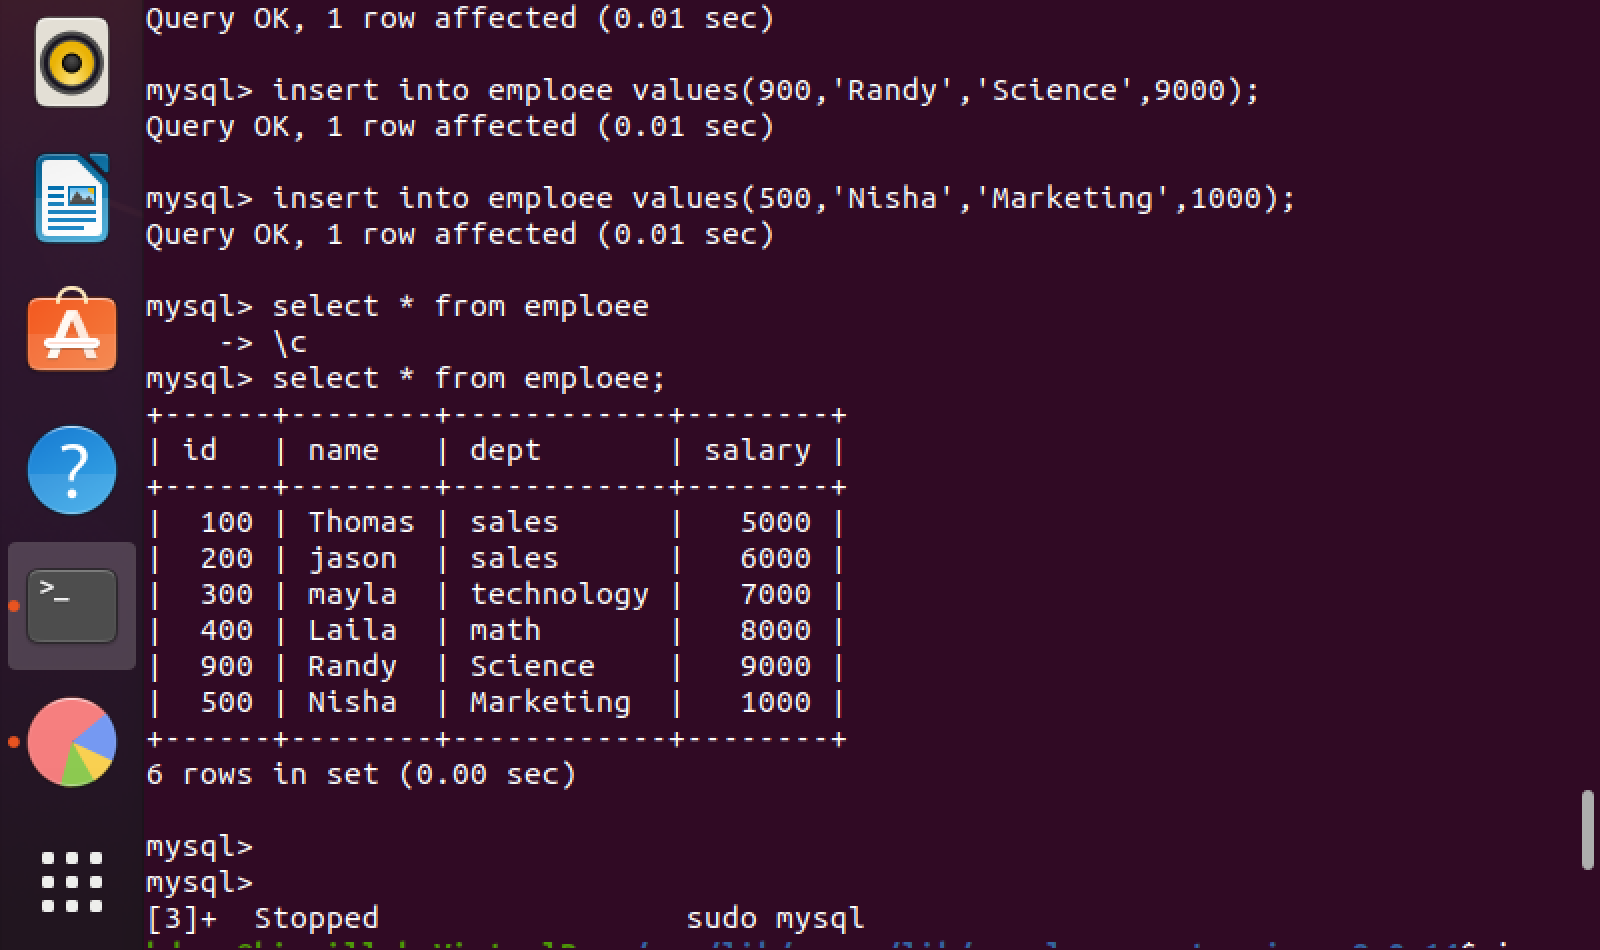 Query OK, 1 row affected (0.01 sec)
mysql> insert into emploee values(900,'Randy','Science',9000);
Query OK, 1 row affected (0.01 sec)
mysql> insert into emploee values(500,'Nisha','Marketing',1000);
Query OK, 1 row affected (0.01 sec)
mysql> select * from emploee
    -> \c
mysql> select * from emploee;
+------+--------+------------+--------+
| id   | name   | dept       | salary |
+------+--------+------------+--------+
|  100 | Thomas | sales      |   5000 |
|  200 | jason  | sales      |   6000 |
|  300 | mayla  | technology |   7000 |
|  400 | Laila  | math       |   8000 |
|  900 | Randy  | Science    |   9000 |
|  500 | Nisha  | Marketing  |   1000 |
+------+--------+------------+--------+
6 rows in set (0.00 sec)
mysql>
mysql>
[3]+  Stopped                 sudo mysql